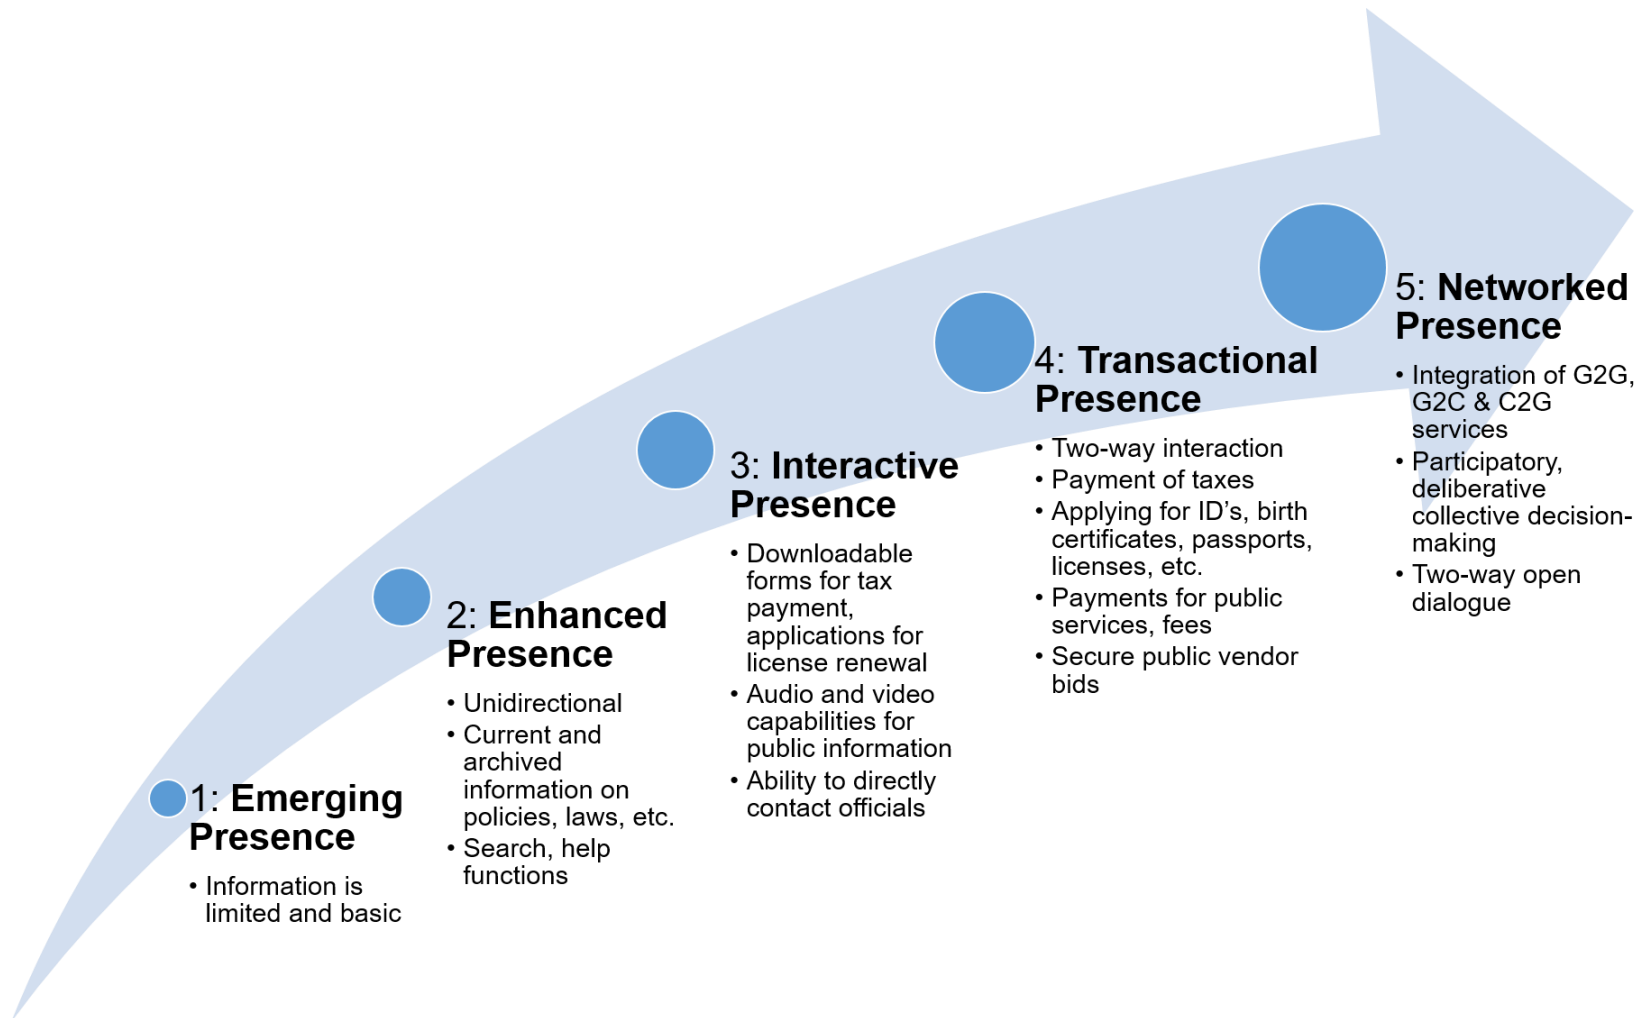 1: Emerging
Presence
• Information is
limited and basic
2: Enhanced
Presence
• Unidirectional
• Current and
archived
information on
policies, laws, etc.
• Search, help
functions
3: Interactive
Presence
• Downloadable
forms for tax
payment,
applications for
license renewal
• Audio and video
capabilities for
public information
• Ability to directly
contact officials
4: Transactional
Presence
• Two-way interaction
• Payment of taxes
• Applying for ID’s, birth
certificates, passports,
licenses, etc.
• Payments for public
services, fees
• Secure public vendor
bids
5: Networked
Presence
• Integration of G2G,
G2C & C2G
services
• Participatory,
deliberative
collective decision-
making
• Two-way open
dialogue